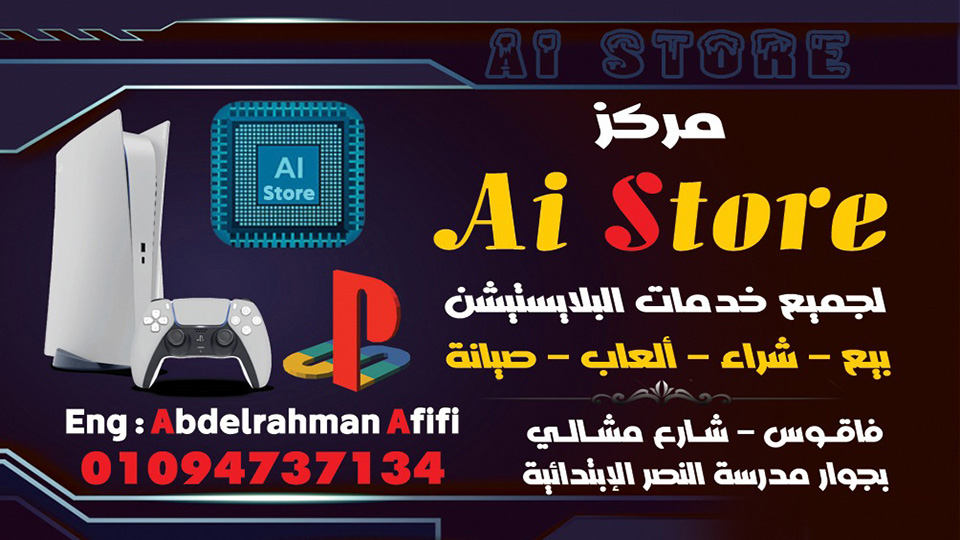 AI STORE
مركز
Ai Store
AI
Store
لجميع خدمات البلايستيشن
بيع – شراء – ألعاب – صيانة
Eng : Abdelrahman Afifi
01094737134
فاقوس – شارع مشالي
بجوار مدرسة النصر الإبتدائية